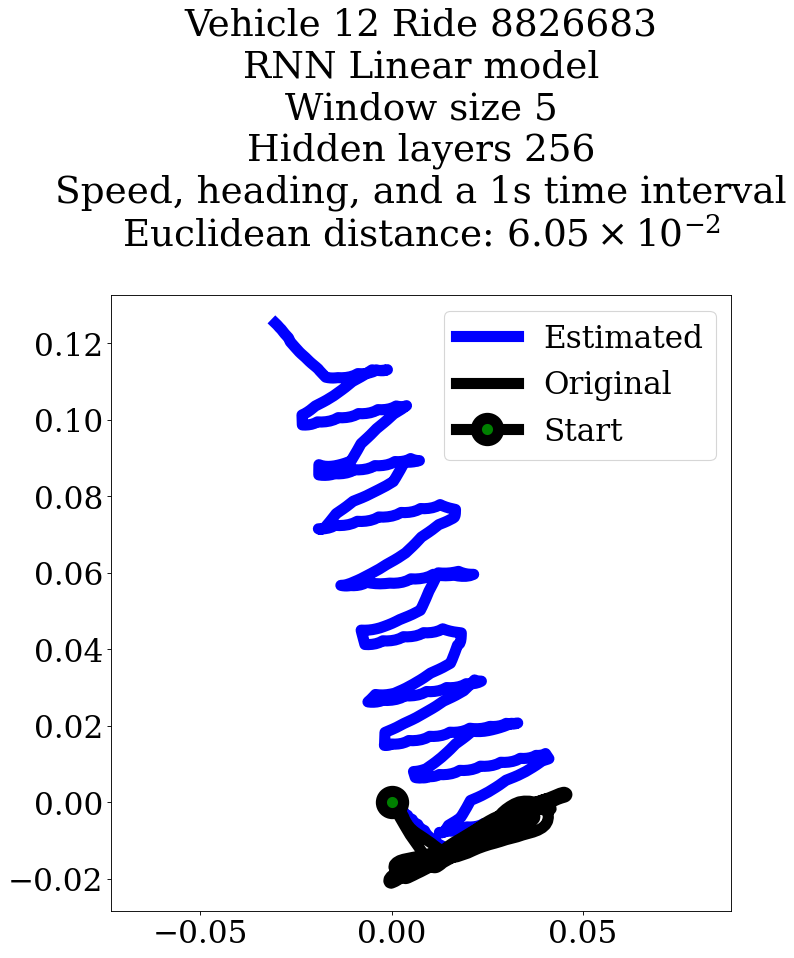 Vehicle 12 Ride 8826683
RNN Linear model
Window size 5
Hidden layers 256
Speed, heading, and a 1s time interval
Euclidean distance: 6.05 × 10⁻²
Estimated
Original
Start
0.12
0.10
0.08
0.06
0.04
0.02
0.00
−0.02
−0.05 0.00 0.05